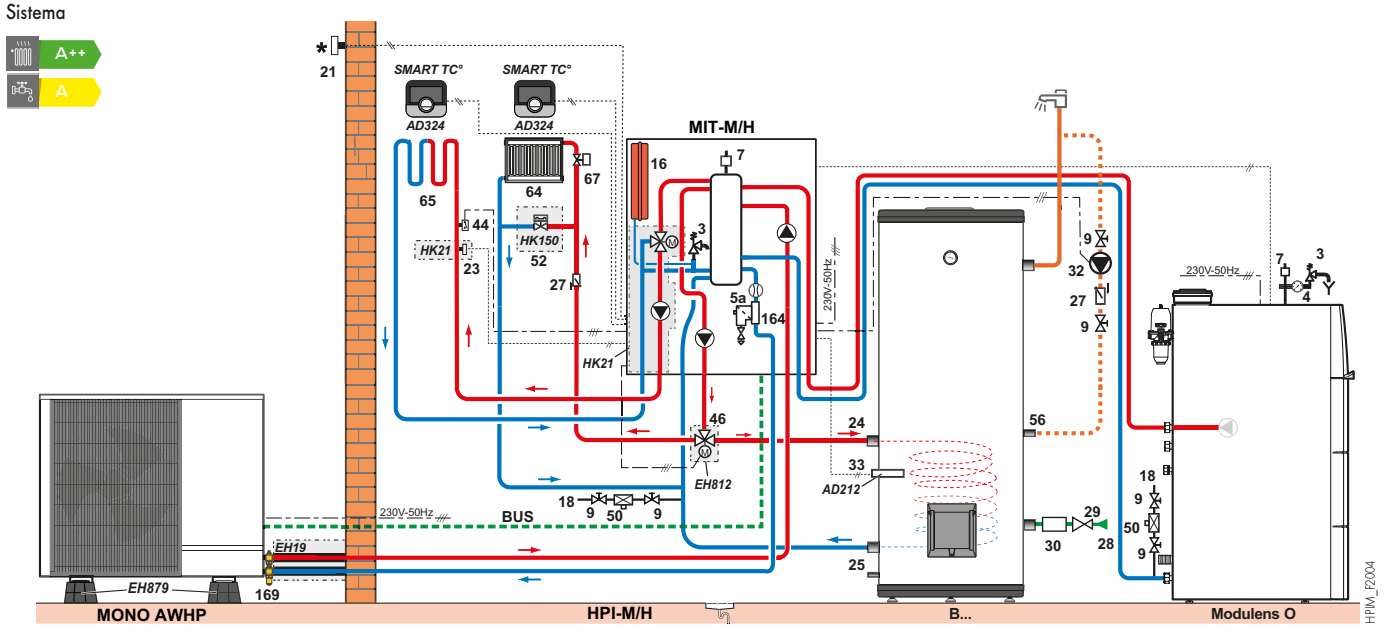 Sistema
A++
A
*
21
SMART TC°
SMART TC°
AD324
AD324
MIT-M/H
16
7
67
64
65
44
HK21
23
HK150
52
27
M
3
5a
164
230V-50Hz
HK21
46
M
EH812
24
33
AD212
25
18
9
50
9
BUS
230V-50Hz
EH19
169
EH879
9
32
27
9
56
29
30
28
230V-50Hz
7
3
4
18
9
50
9
MONO AWHP
HPI-M/H
B...
Modulens O
HPIM_F2004